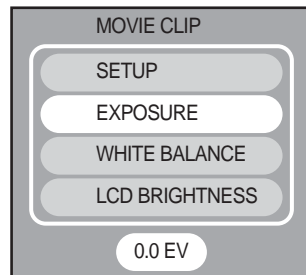 MOVIE CLIP
SETUP
EXPOSURE
WHITE BALANCE
LCD BRIGHTNESS
0.0 EV